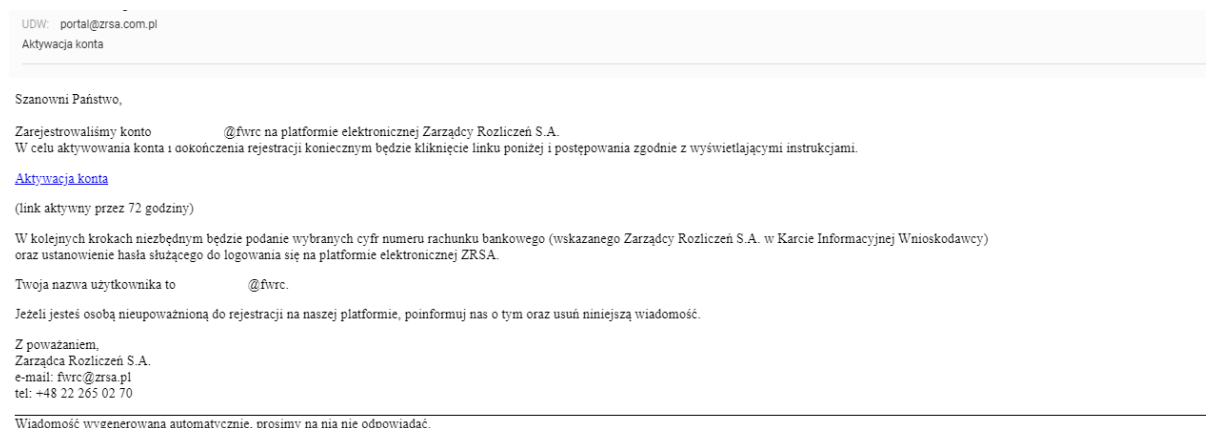 UDW: portal@zrsa.com.pl
Aktywacja konta
Szanowni Państwo,
Zarejestrowaliśmy konto @fwrc na platformie elektronicznej Zarządcy Rozliczeń S.A.
W celu aktywowania konta i dokończenia rejestracji koniecznym będzie kliknięcie linku poniżej i postępowania zgodnie z wyświetlającymi instrukcjami.
Aktywacja konta
(link aktywny przez 72 godziny)
W kolejnych krokach niezbędnym będzie podanie wybranych cyfr numeru rachunku bankowego (wskazanego Zarządcy Rozliczeń S.A. w Karcie Informacyjnej Wnioskodawcy)
oraz ustanowienie hasła służącego do logowania się na platformie elektronicznej ZRSA.
Twoja nazwa użytkownika to @fwrc.
Jeżeli jesteś osobą nieupoważnioną do rejestracji na naszej platformie, poinformuj nas o tym oraz usuń niniejszą wiadomość.
Z poważaniem,
Zarządca Rozliczeń S.A.
e-mail: fwrc@zrsa.pl
tel: +48 22 265 02 70
Wiadomość wygenerowana automatycznie, prosimy na nią nie odpowiadać.